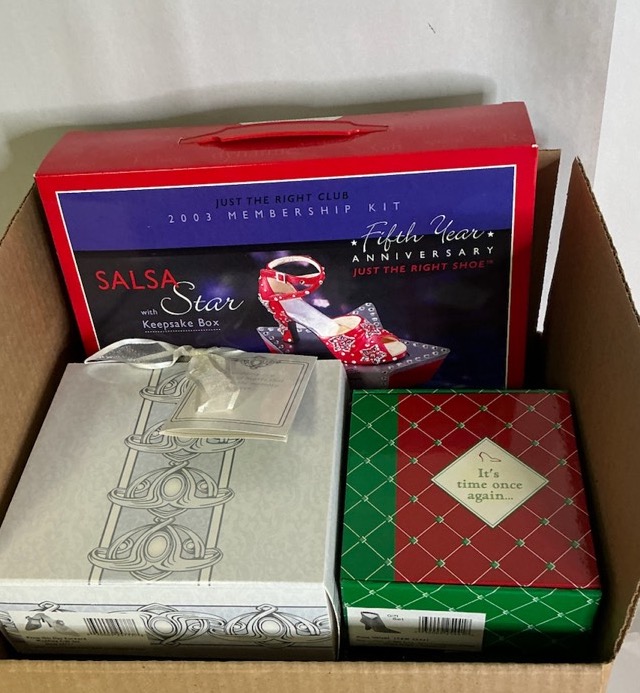 JUST THE RIGHT CLUB
2003 MEMBERSHIP KIT
Fifth Year
ANNIVERSARY
JUST THE RIGHT SHOE™
SALSA
with Star
Keepsake Box
It's
time once
again...